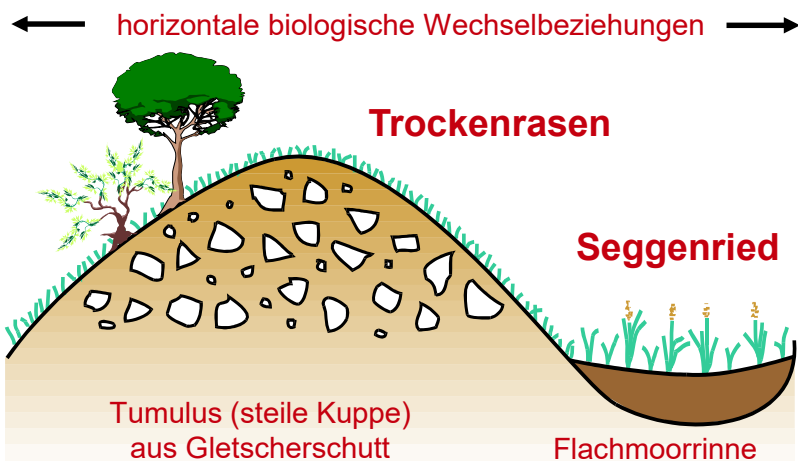 horizontale biologische Wechselbeziehungen
Trockenrasen
Seggenried
Tumulus (steile Kuppe)
aus Gletscherschutt
Flachmoorrinne